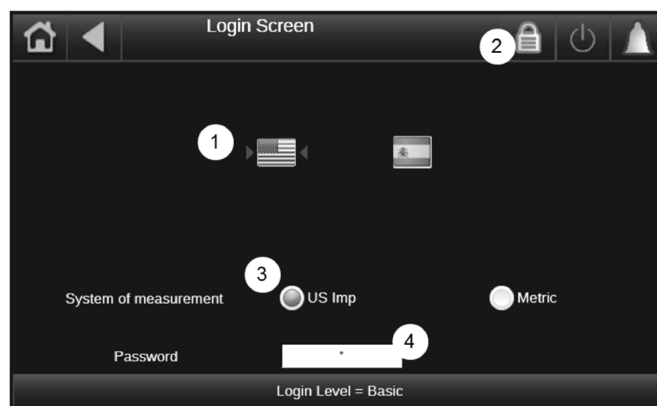 Login Screen
2
1
3
System of measurement US Imp Metric
4
Password *
Login Level = Basic